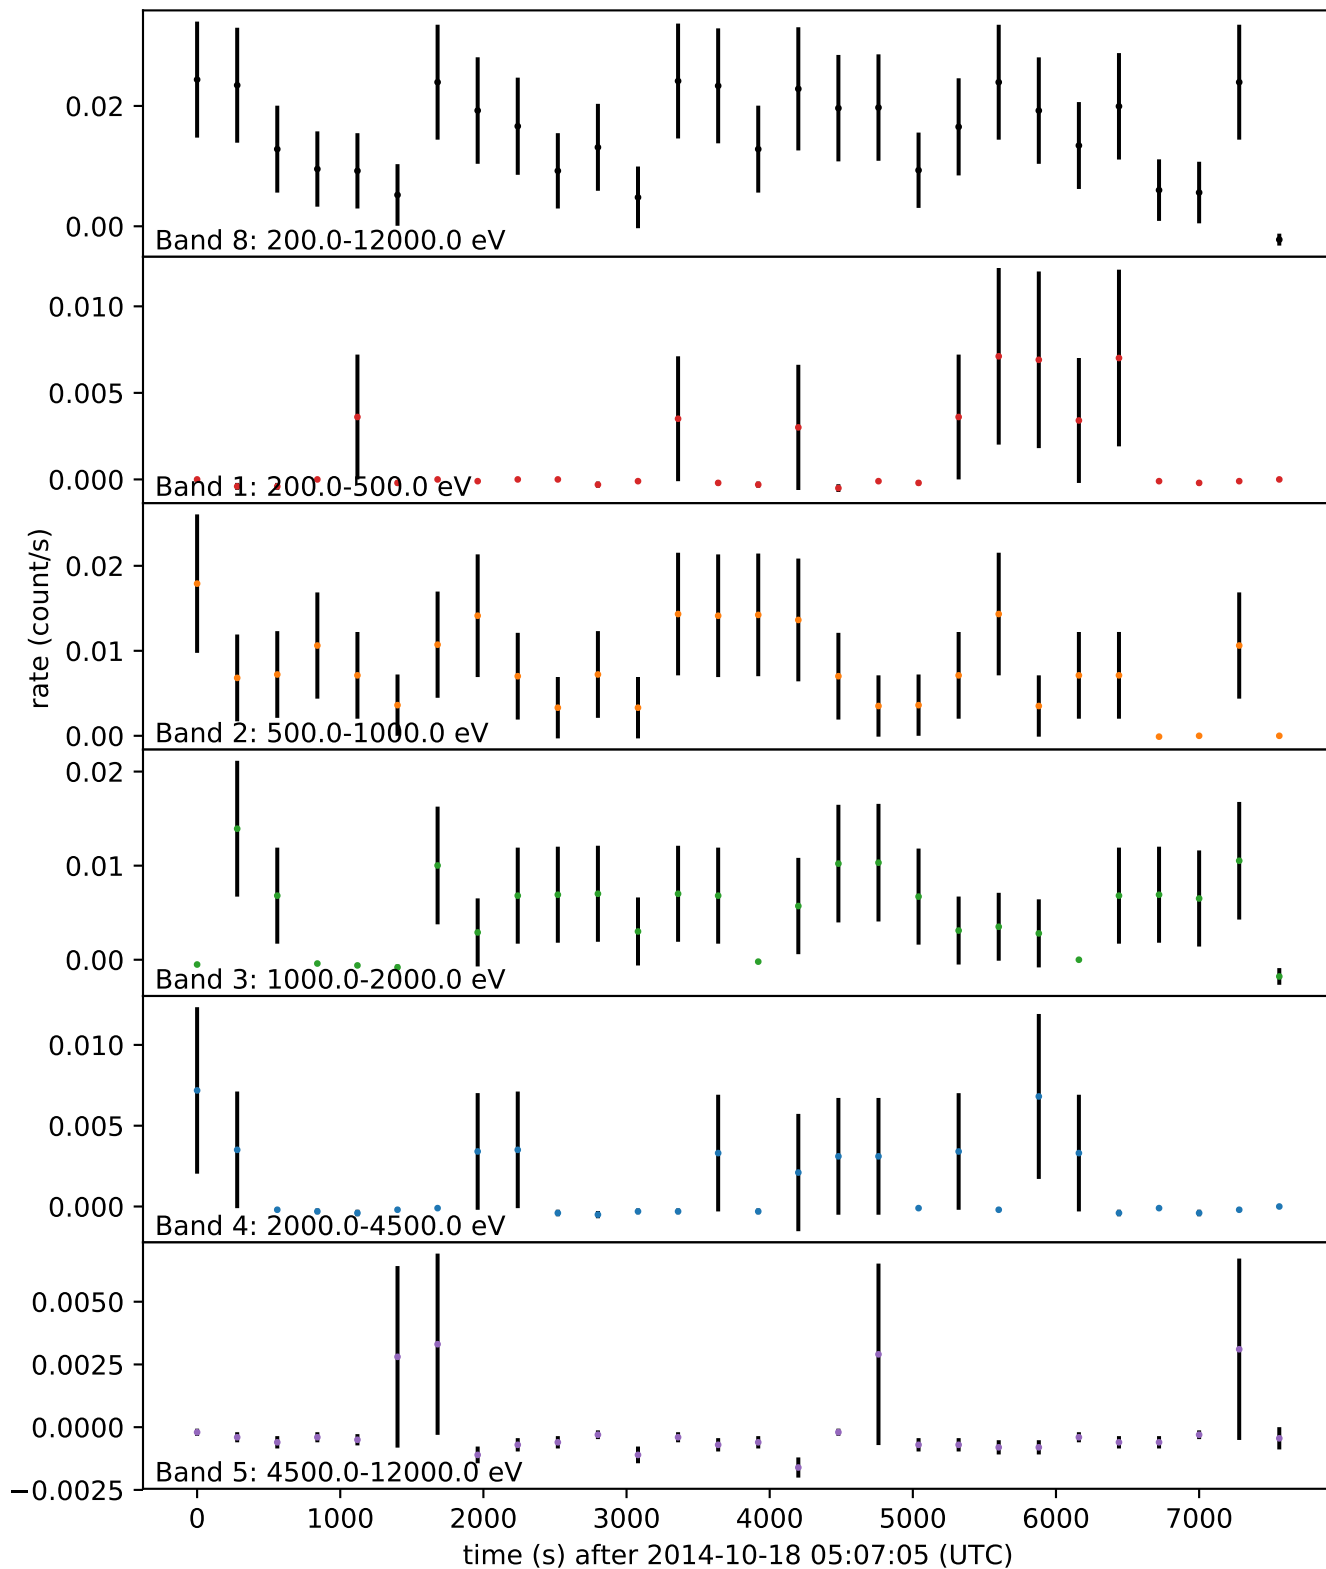 0.02
0.00
Band 8: 200.0-12000.0 eV
0.010
0.005
0.000
Band 1: 200.0-500.0 eV
rate (count/s)
0.02
0.01
0.00
Band 2: 500.0-1000.0 eV
0.02
0.01
0.00
Band 3: 1000.0-2000.0 eV
0.010
0.005
0.000
Band 4: 2000.0-4500.0 eV
0.0050
0.0025
0.0000
−0.0025
Band 5: 4500.0-12000.0 eV
0 1000 2000 3000 4000 5000 6000 7000
time (s) after 2014-10-18 05:07:05 (UTC)